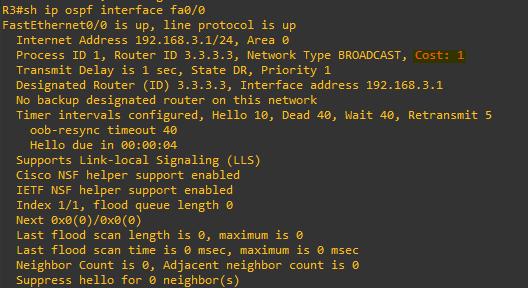 R3#sh ip ospf interface fa0/0
FastEthernet0/0 is up, line protocol is up
Internet Address 192.168.3.1/24, Area 0
Process ID 1, Router ID 3.3.3.3, Network Type BROADCAST, Cost: 1
Transmit Delay is 1 sec, State DR, Priority 1
Designated Router (ID) 3.3.3.3, Interface address 192.168.3.1
No backup designated router on this network
Timer intervals configured, Hello 10, Dead 40, Wait 40, Retransmit 5
oob-resync timeout 40
Hello due in 00:00:04
Supports Link-local Signaling (LLS)
Cisco NSF helper support enabled
IETF NSF helper support enabled
Index 1/1, flood queue length 0
Next 0x0(0)/0x0(0)
Last flood scan length is 0, maximum is 0
Last flood scan time is 0 msec, maximum is 0 msec
Neighbor Count is 0, Adjacent neighbor count is 0
Suppress hello for 0 neighbor(s)